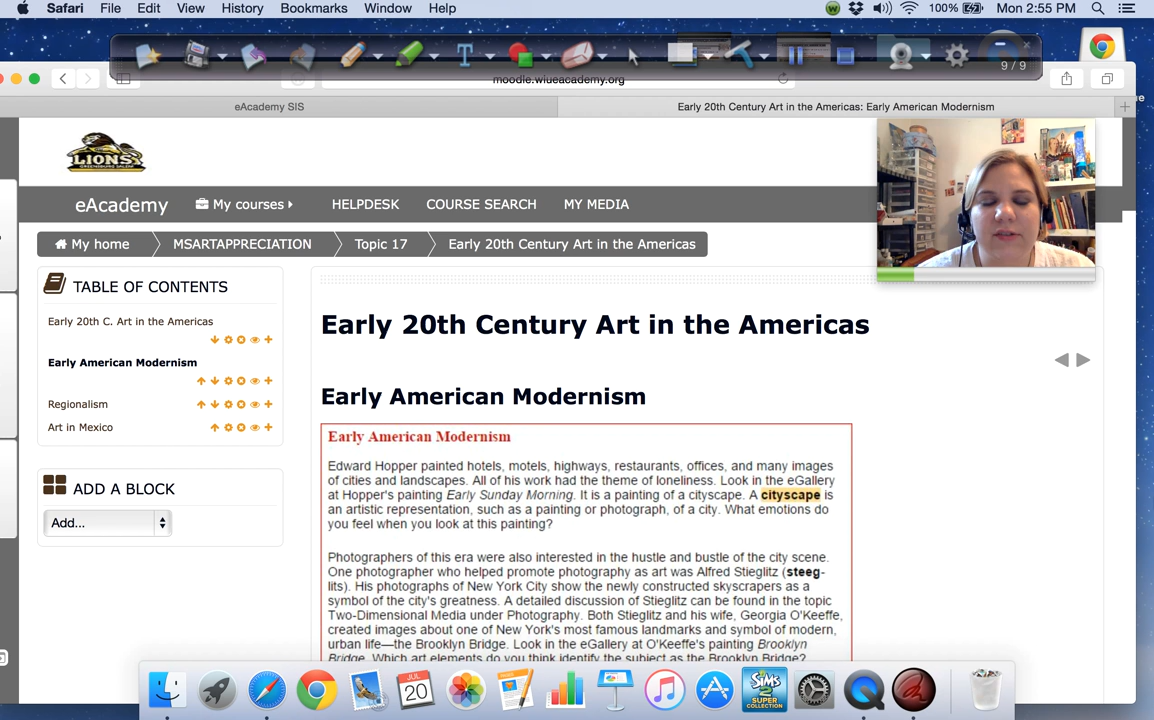 Safari File Edit View History Bookmarks Window Help 100% Mon 2:55 PM
9 / 9
moodle.wiueacademy.org
eAcademy SIS Early 20th Century Art in the Americas: Early American Modernism
LIONS
GREENSBURG SALEM
eAcademy My courses HELPDESK COURSE SEARCH MY MEDIA
My home MSARTAPPRECIATION Topic 17 Early 20th Century Art in the Americas
TABLE OF CONTENTS
Early 20th C. Art in the Americas
Early American Modernism
Regionalism
Art in Mexico
ADD A BLOCK
Add...
Early 20th Century Art in the Americas
Early American Modernism
Early American Modernism
Edward Hopper painted hotels, motels, highways, restaurants, offices, and many images
of cities and landscapes. All of his work had the theme of loneliness. Look in the eGallery
at Hopper's painting Early Sunday Morning. It is a painting of a cityscape. A cityscape is
an artistic representation, such as a painting or photograph, of a city. What emotions do
you feel when you look at this painting?
Photographers of this era were also interested in the hustle and bustle of the city scene.
One photographer who helped promote photography as art was Alfred Stieglitz (steeg-
lits). His photographs of New York City show the newly constructed skyscrapers as a
symbol of the city's greatness. A detailed discussion of Stieglitz can be found in the topic
Two-Dimensional Media under Photography. Both Stieglitz and his wife, Georgia O'Keeffe,
created images about one of New York's most famous landmarks and symbol of modern,
urban life—the Brooklyn Bridge. Look in the eGallery at O'Keeffe's painting Brooklyn
Bridge. Which art elements do you think identify the subject as the Brooklyn Bridge?
JUL
20
The SIMS 2
SUPER
COLLECTION